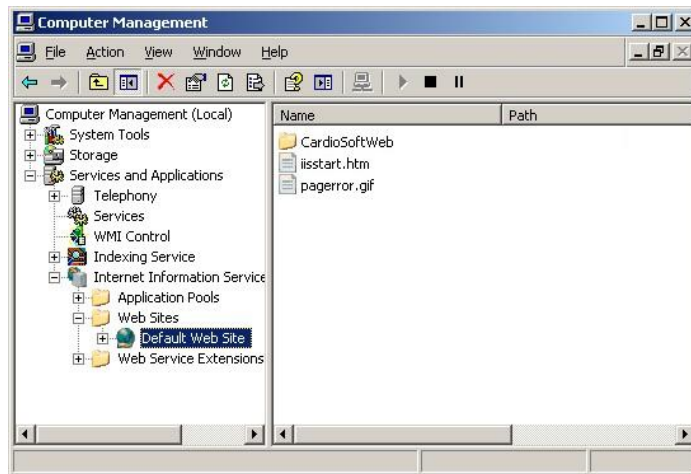 Computer Management
File Action View Window Help
Computer Management (Local)
System Tools
Storage
Services and Applications
Telephony
Services
WMI Control
Indexing Service
Internet Information Service
Application Pools
Web Sites
Default Web Site
Web Service Extensions
Name Path
CardioSoftWeb
iisstart.htm
pagerror.gif